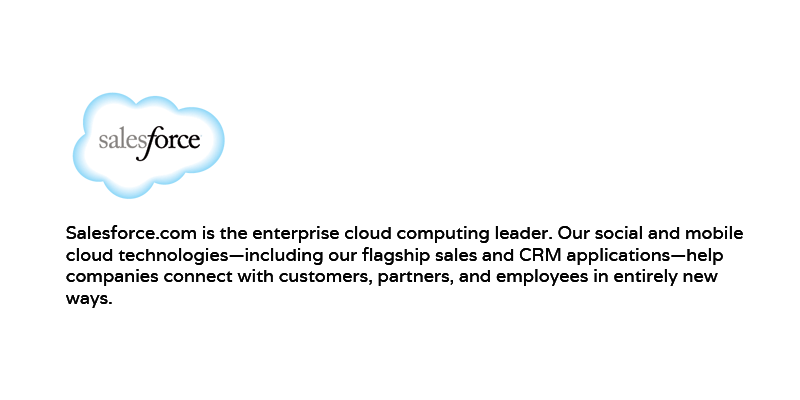 salesforce
Salesforce.com is the enterprise cloud computing leader. Our social and mobile
cloud technologies—including our flagship sales and CRM applications—help
companies connect with customers, partners, and employees in entirely new
ways.